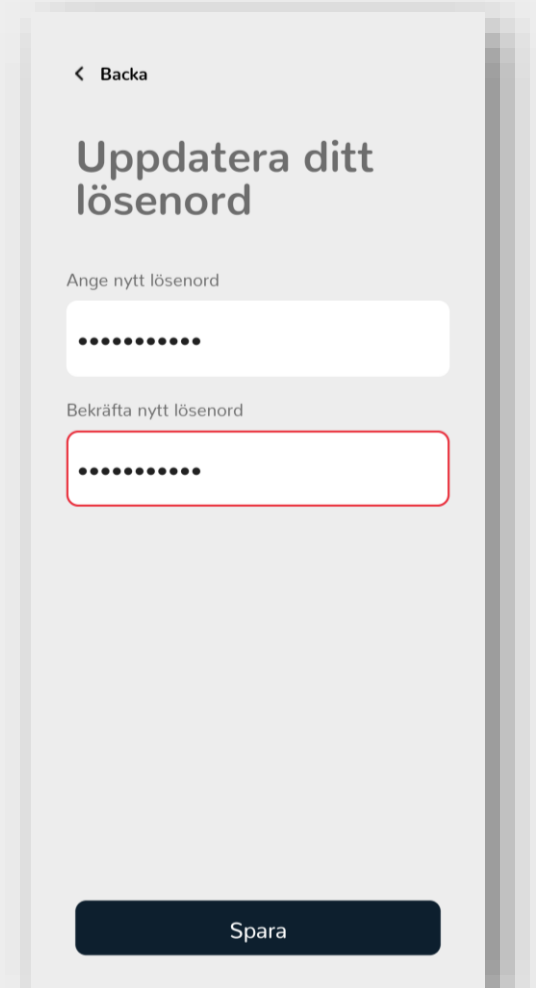 Backa
Uppdatera ditt
lösenord
Ange nytt lösenord
•••••••••••
Bekräfta nytt lösenord
•••••••••••
Spara